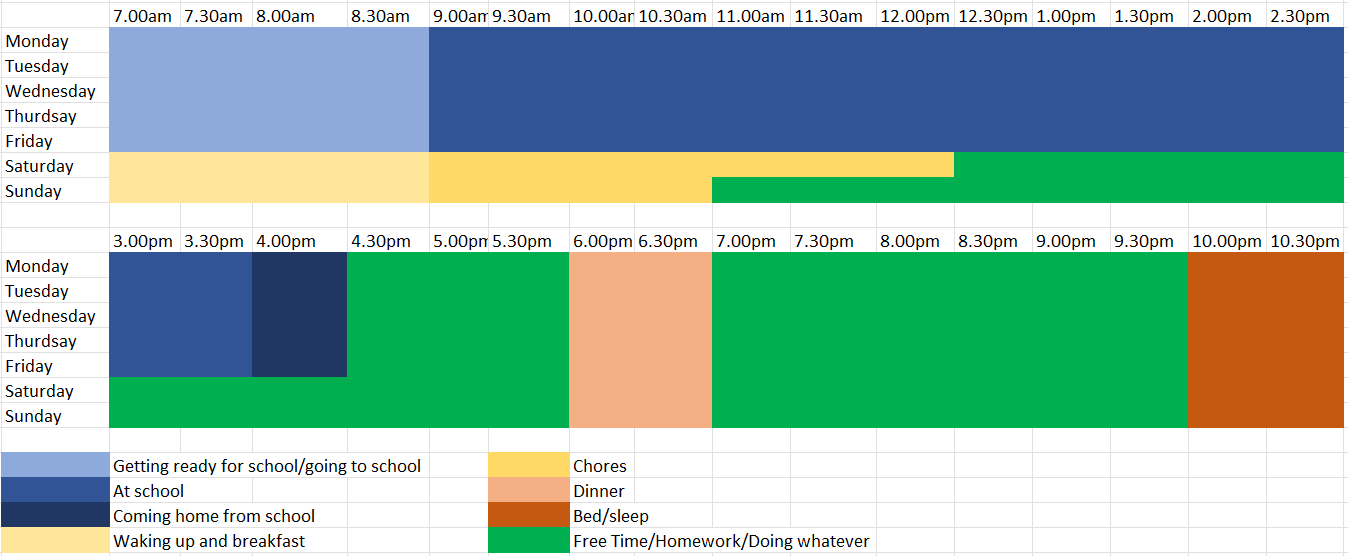 7.00am 7.30am 8.00am 8.30am 9.00am 9.30am 10.00am 10.30am 11.00am 11.30am 12.00pm 12.30pm 1.00pm 1.30pm 2.00pm 2.30pm
Monday
Tuesday
Wednesday
Thurdsay
Friday
Saturday
Sunday
3.00pm 3.30pm 4.00pm 4.30pm 5.00pm 5.30pm 6.00pm 6.30pm 7.00pm 7.30pm 8.00pm 8.30pm 9.00pm 9.30pm 10.00pm 10.30pm
Monday
Tuesday
Wednesday
Thurdsay
Friday
Saturday
Sunday
Getting ready for school/going to school Chores
At school Dinner
Coming home from school Bed/sleep
Waking up and breakfast Free Time/Homework/Doing whatever